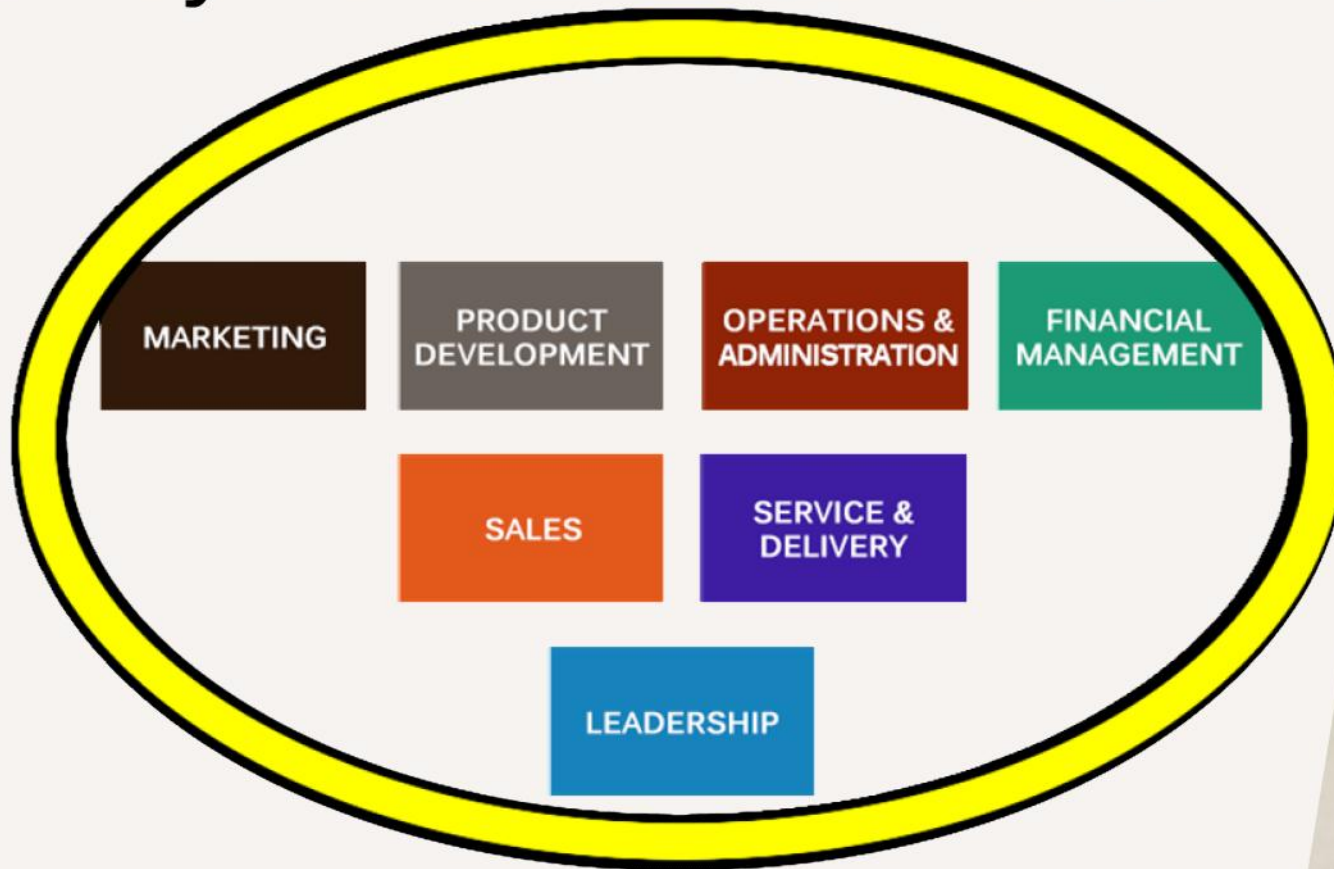 MARKETING
PRODUCT
DEVELOPMENT
OPERATIONS &
ADMINISTRATION
FINANCIAL
MANAGEMENT
SALES
SERVICE &
DELIVERY
LEADERSHIP